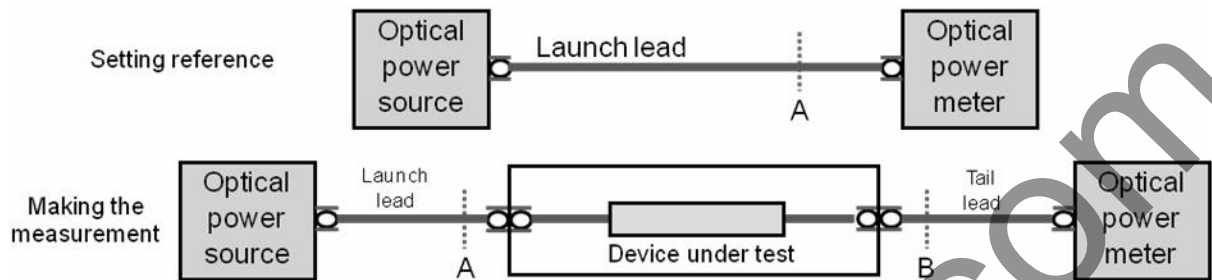 Setting reference
Optical
power
source
Launch lead
A
Optical
power
meter
Making the
measurement
Optical
power
source
Launch
lead
A
Device under test
B
Tail
lead
Optical
power
meter